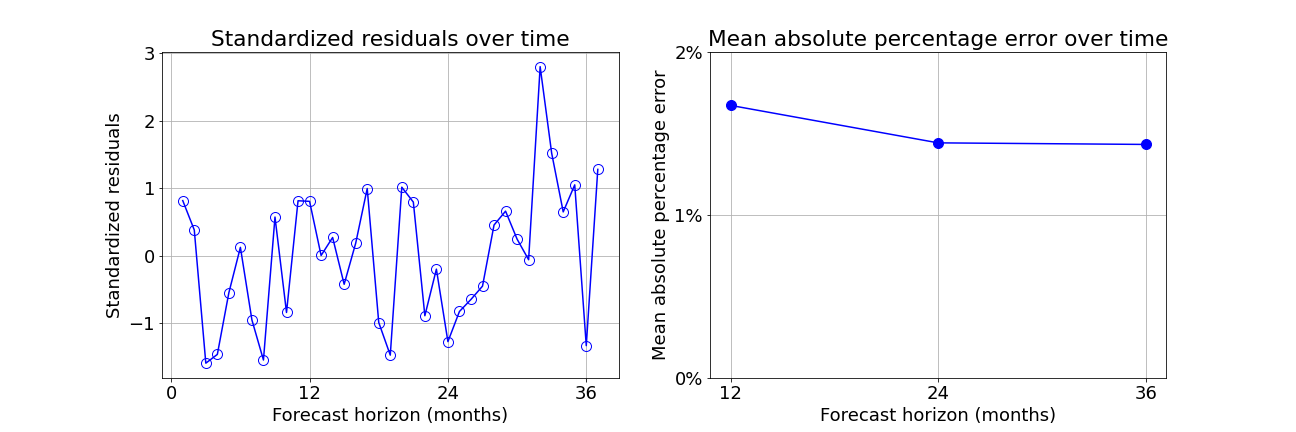 Standardized residuals over time
Standardized residuals
3
2
1
0
−1
0 12 24 36
Forecast horizon (months)
Mean absolute percentage error over time
Mean absolute percentage error
2%
1%
0%
12 24 36
Forecast horizon (months)